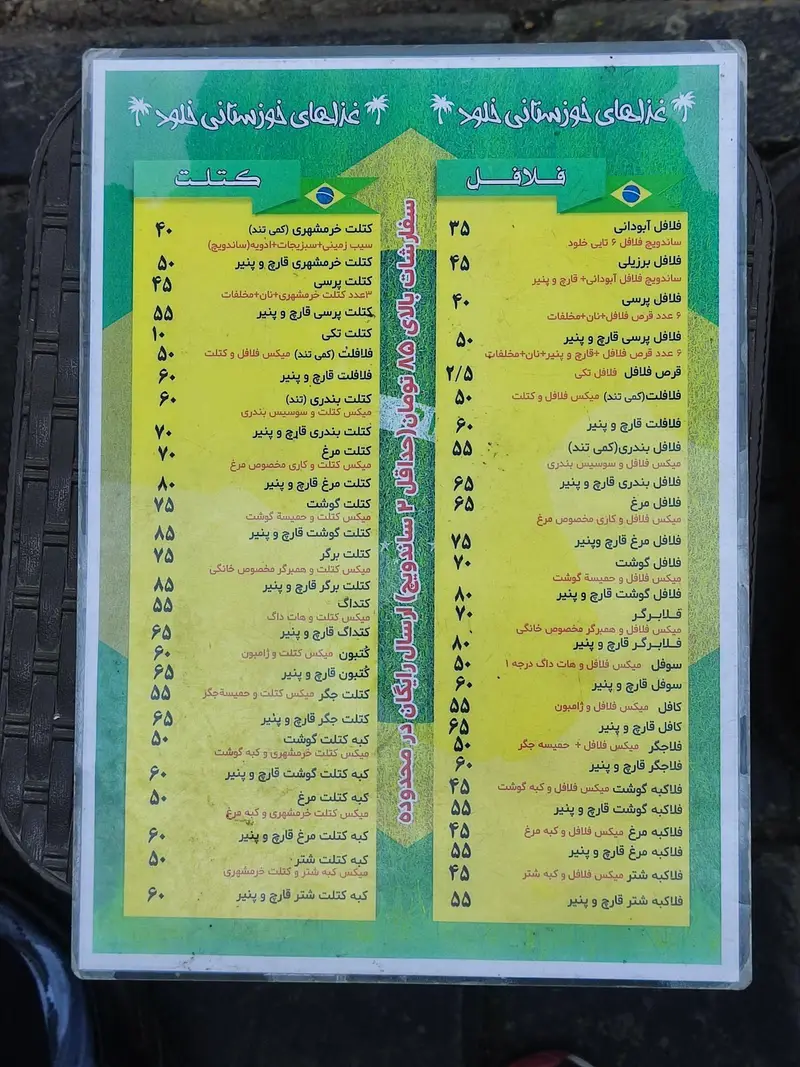 غذاهای خوزستانی خلود
فلافل
فلافل آبودانی ۳۵
ساندویچ فلافل ۶ تایی خلود
فلافل برزیلی ۴۵
ساندویچ فلافل آبودانی+ قارچ و پنیر
فلافل پرسی ۴۰
۶ عدد قرص فلافل+نان+مخلفات
فلافل پرسی قارچ و پنیر ۵۰
۶ عدد قرص فلافل +قارچ و پنیر+نان+مخلفات
قرص فلافل فلافل تکی ۲/۵
فلافلت(کمی تند) میکس فلافل و کتلت ۵۰
فلافلت قارچ و پنیر ۶۰
فلافل بندری(کمی تند) ۵۵
میکس فلافل و سوسیس بندری
فلافل بندری قارچ و پنیر ۶۵
فلافل مرغ ۶۵
میکس فلافل و کاری مخصوص مرغ
فلافل مرغ قارچ وپنیر ۷۵
فلافل گوشت ۷۰
میکس فلافل و حمیسة گوشت
فلافل گوشت قارچ و پنیر ۸۰
فلابرگر ۷۰
میکس فلافل و همبرگر مخصوص خانگی
فلابرگر قارچ و پنیر ۸۰
سوفل میکس فلافل و هات داگ درجه ۱ ۵۰
سوفل قارچ و پنیر ۶۰
کافل میکس فلافل و ژامبون ۵۵
کافل قارچ و پنیر ۶۵
فلاجگر میکس فلافل + حمیسه جگر ۵۰
فلاجگر قارچ و پنیر ۶۰
فلاکبه گوشت میکس فلافل و کبه گوشت ۴۵
فلاکبه گوشت قارچ و پنیر ۵۵
فلاکبه مرغ میکس فلافل و کبه مرغ ۴۵
فلاکبه مرغ قارچ و پنیر ۵۵
فلاکبه شتر میکس فلافل و کبه شتر ۴۵
فلاکبه شتر قارچ و پنیر ۵۵
سفارشات بالای ۸۵ تومان(حداقل ۲ ساندویچ) ارسال رایگان در محدوده
غذاهای خوزستانی خلود
کتلت
کتلت خرمشهری (کمی تند) ۴۰
سیب زمینی+سبزیجات+ادویه(ساندویچ)
کتلت خرمشهری قارچ و پنیر ۵۰
کتلت پرسی ۴۵
۳عدد کتلت خرمشهری+نان+مخلفات
کتلت پرسی قارچ و پنیر ۵۵
کتلت تکی ۱۰
فلافلت (کمی تند) میکس فلافل و کتلت ۵۰
فلافلت قارچ و پنیر ۶۰
کتلت بندری (تند) ۶۰
میکس کتلت و سوسیس بندری
کتلت بندری قارچ و پنیر ۷۰
کتلت مرغ ۷۰
میکس کتلت و کاری مخصوص مرغ
کتلت مرغ قارچ و پنیر ۸۰
کتلت گوشت ۷۵
میکس کتلت و حمیسة گوشت
کتلت گوشت قارچ و پنیر ۸۵
کتلت برگر ۷۵
میکس کتلت و همبرگر مخصوص خانگی
کتلت برگر قارچ و پنیر ۸۵
کتداگ ۵۵
میکس کتلت و هات داگ
کتداگ قارچ و پنیر ۶۵
کُتبون میکس کتلت و ژامبون ۶۰
کُتبون قارچ و پنیر ۶۵
کتلت جگر میکس کتلت و حمیسةجگر ۵۵
کتلت جگر قارچ و پنیر ۶۵
کبه کتلت گوشت ۵۰
میکس کتلت خرمشهری و کبه گوشت
کبه کتلت گوشت قارچ و پنیر ۶۰
کبه کتلت مرغ ۵۰
میکس کتلت خرمشهری و کبه مرغ
کبه کتلت مرغ قارچ و پنیر ۶۰
کبه کتلت شتر ۵۰
میکس کبه شتر و کتلت خرمشهری
کبه کتلت شتر قارچ و پنیر ۶۰